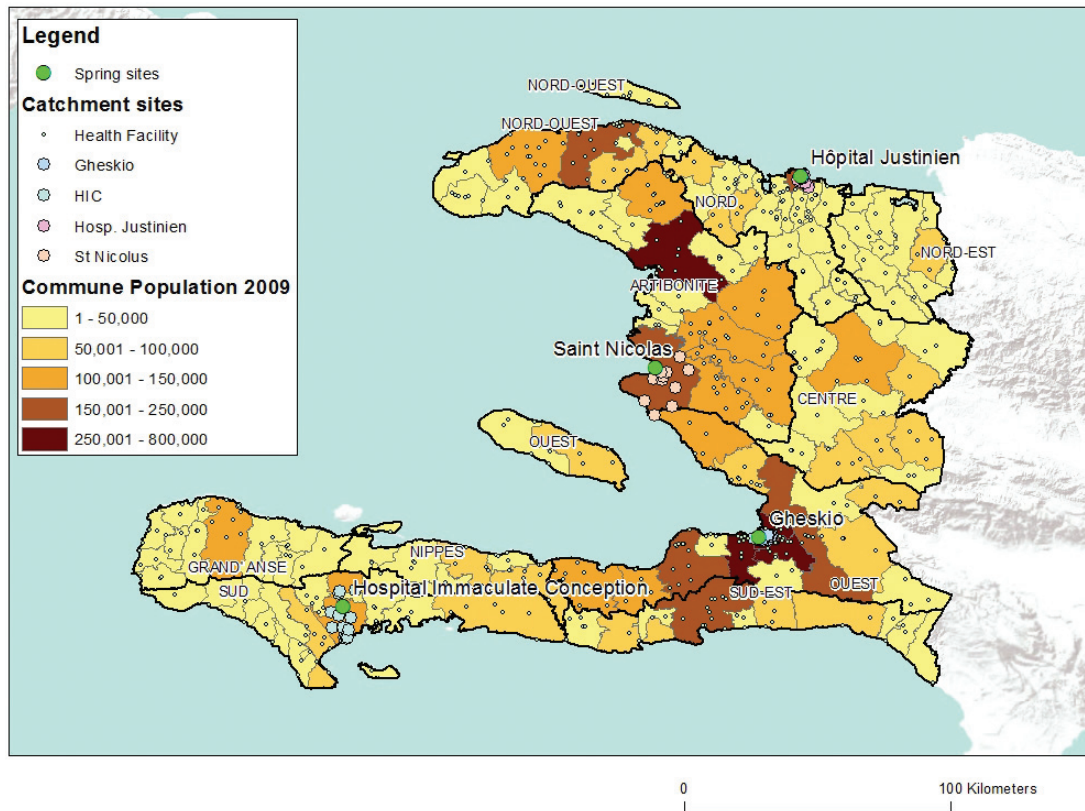 Legend
Spring sites
Catchment sites
Health Facility
Gheskio
HIC
Hosp. Justinien
St Nicolus
Commune Population 2009
1 - 50,000
50,001 - 100,000
100,001 - 150,000
150,001 - 250,000
250,001 - 800,000
NORD-OUEST
NORD-OUEST
Hôpital Justinien
NORD
NORD-EST
ARTIBONITE
Saint Nicolas
CENTRE
OUEST
Gheskio
NIPPES
GRAND' ANSE
OUEST
SUD
Hospital Immaculate Conception
SUD-EST
0
100 Kilometers